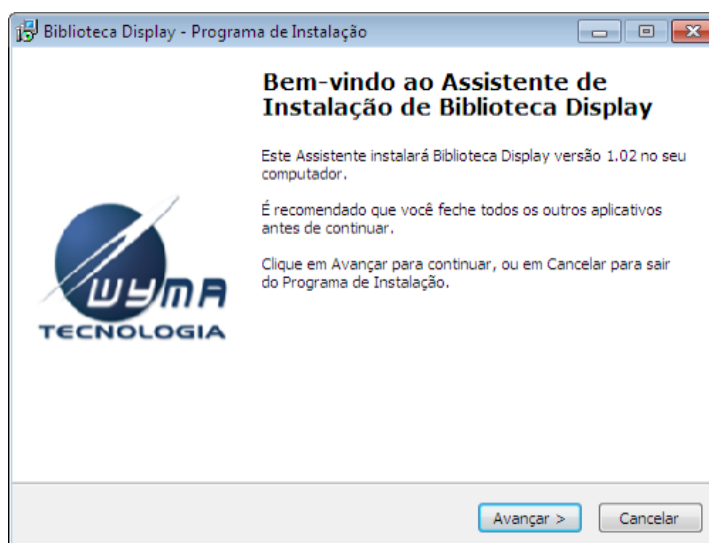 Biblioteca Display - Programa de Instalação
Bem-vindo ao Assistente de
Instalação de Biblioteca Display
Este Assistente instalará Biblioteca Display versão 1.02 no seu
computador.
É recomendado que você feche todos os outros aplicativos
antes de continuar.
Clique em Avançar para continuar, ou em Cancelar para sair
do Programa de Instalação.
WYMA
TECNOLOGIA
Avançar >
Cancelar